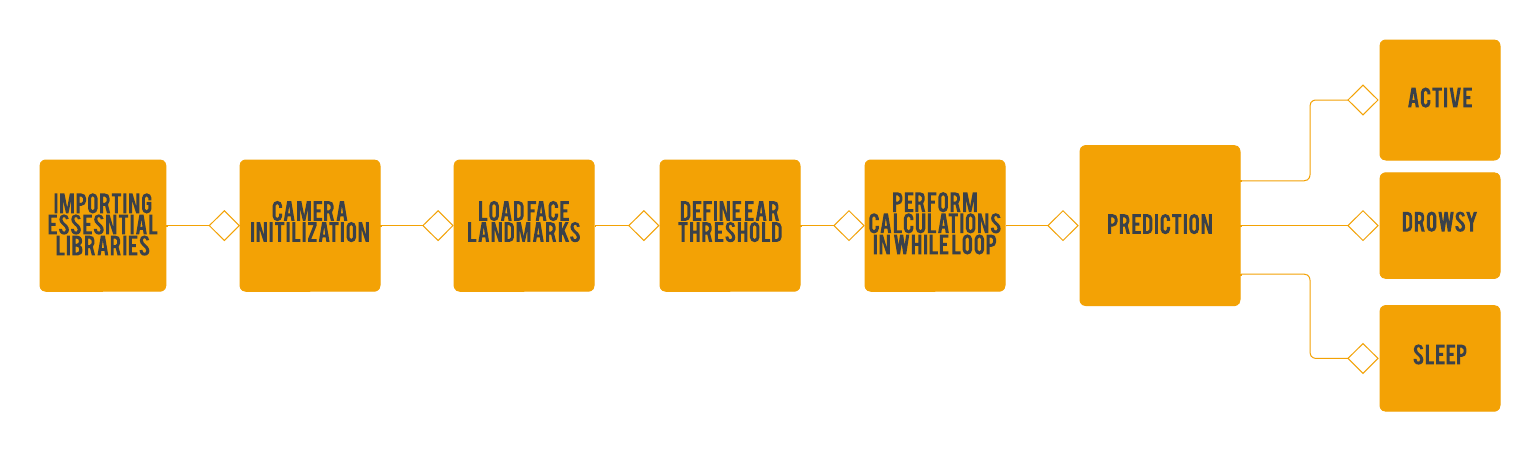 IMPORTING
ESSESNTIAL
LIBRARIES
CAMERA
INITILIZATION
LOAD FACE
LANDMARKS
DEFINE EAR
THRESHOLD
PERFORM
CALCULATIONS
IN WHILE LOOP
PREDICTION
ACTIVE
DROWSY
SLEEP